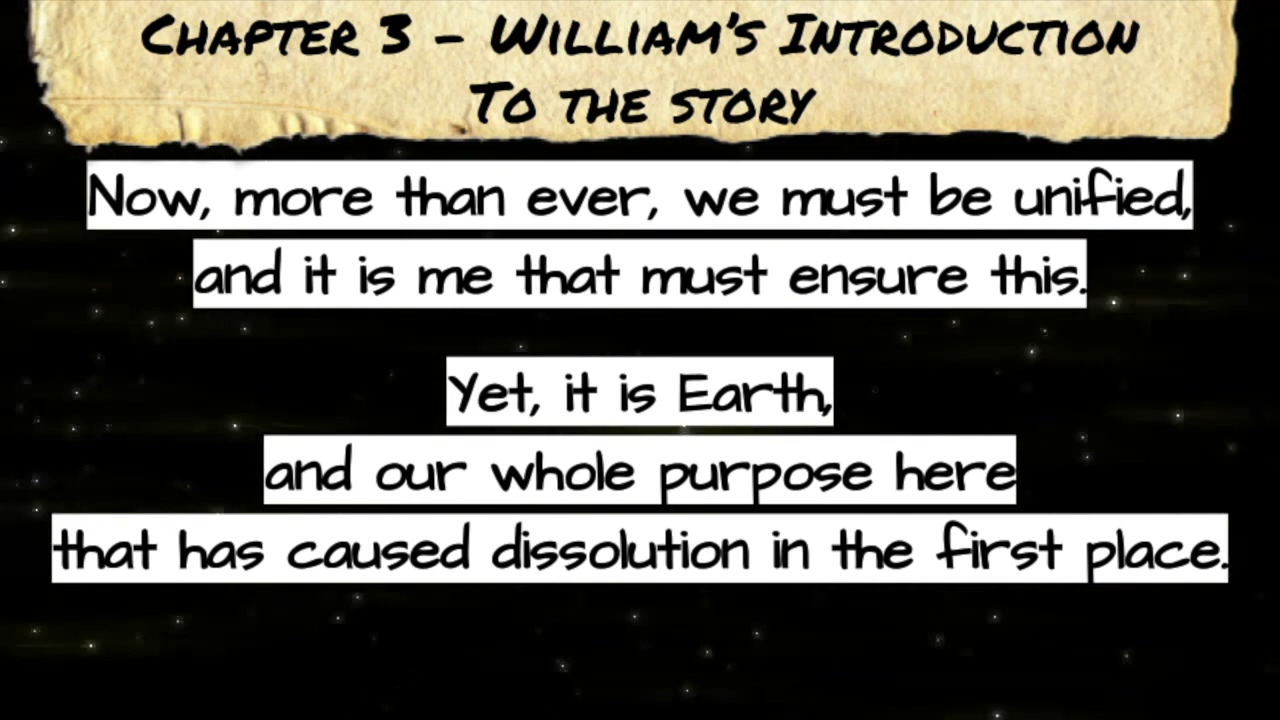 Chapter 3 - William's Introduction
To the story
Now, more than ever, we must be unified,
and it is me that must ensure this.
Yet, it is Earth,
and our whole purpose here
that has caused dissolution in the first place.